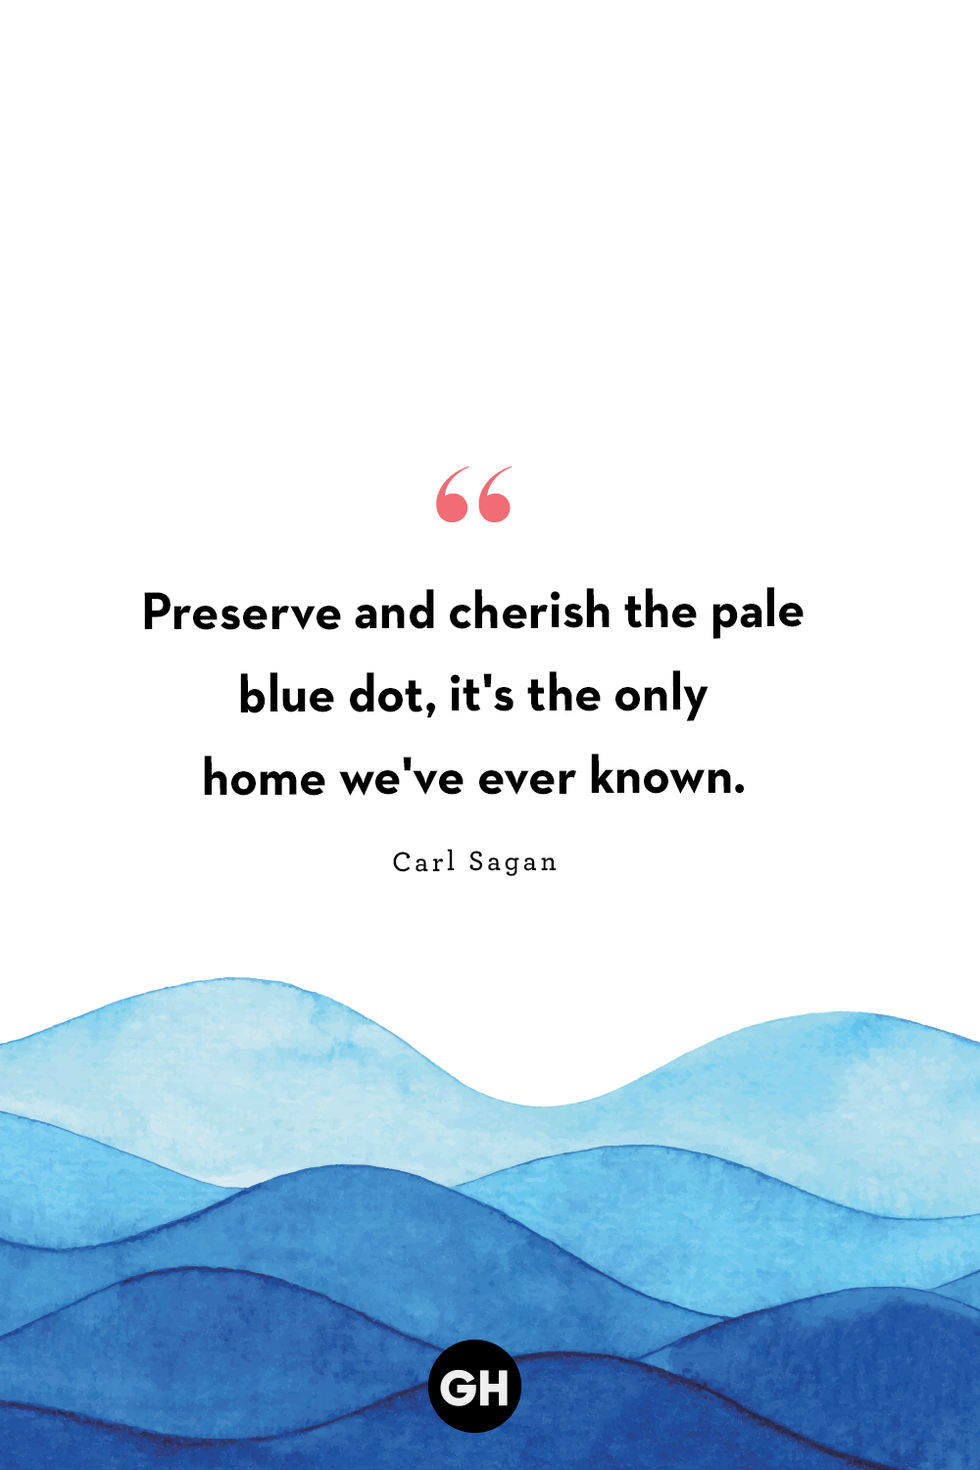 “
Preserve and cherish the pale
blue dot, it's the only
home we've ever known.
Carl Sagan
GH